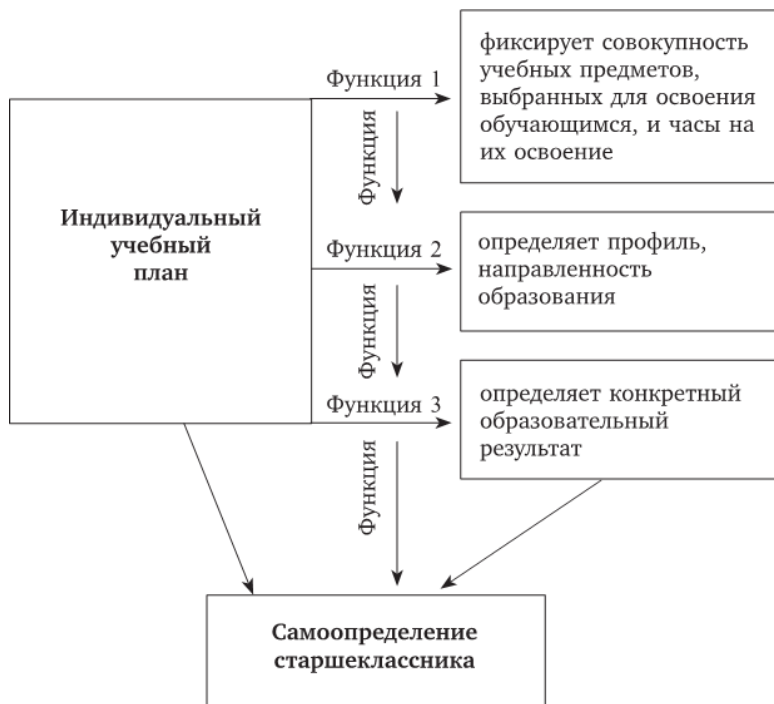 Индивидуальный
учебный
план
Функция 1
фиксирует совокупность
учебных предметов,
выбранных для освоения
обучающимся, и часы на
их освоение
Функция
Функция 2
определяет профиль,
направленность
образования
Функция
Функция 3
определяет конкретный
образовательный
результат
Функция
Самоопределение
старшеклассника